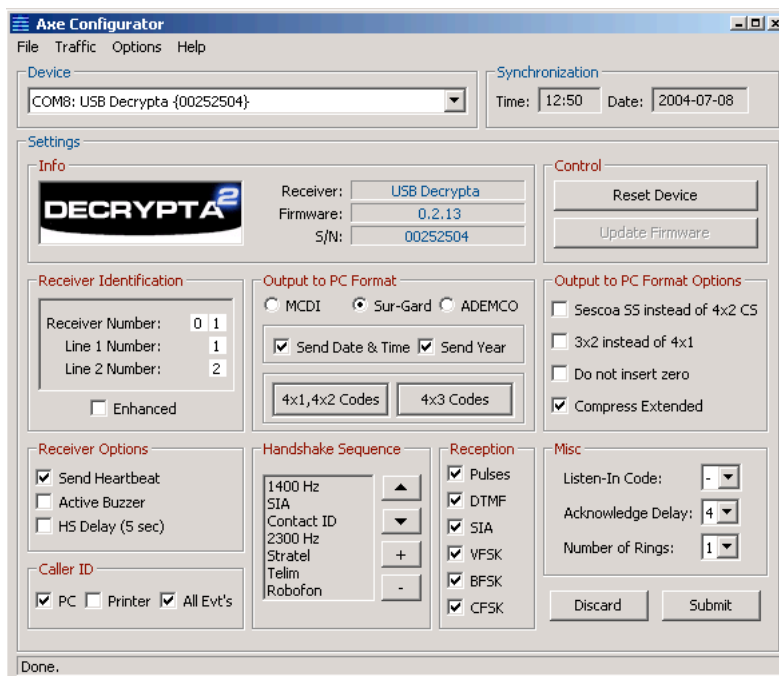 Axe Configurator
File Traffic Options Help
Device
COM8: USB Decrypta {00252504}
Synchronization
Time: 12:50 Date: 2004-07-08
Settings
Info
DECRYPTA2
Receiver: USB Decrypta
Firmware: 0.2.13
S/N: 00252504
Control
Reset Device
Update Firmware
Receiver Identification
Receiver Number: 0 1
Line 1 Number: 1
Line 2 Number: 2
Enhanced
Output to PC Format
MCDI Sur-Gard ADEMCO
Send Date & Time Send Year
4x1,4x2 Codes 4x3 Codes
Output to PC Format Options
Sescoa SS instead of 4x2 CS
3x2 instead of 4x1
Do not insert zero
Compress Extended
Receiver Options
Send Heartbeat
Active Buzzer
HS Delay (5 sec)
Caller ID
PC Printer All Evt's
Handshake Sequence
1400 Hz
SIA
Contact ID
2300 Hz
Stratel
Telim
Robofon
+
-
Reception
Pulses
DTMF
SIA
VFSK
BFSK
CFSK
Misc
Listen-In Code: -
Acknowledge Delay: 4
Number of Rings: 1
Discard Submit
Done.